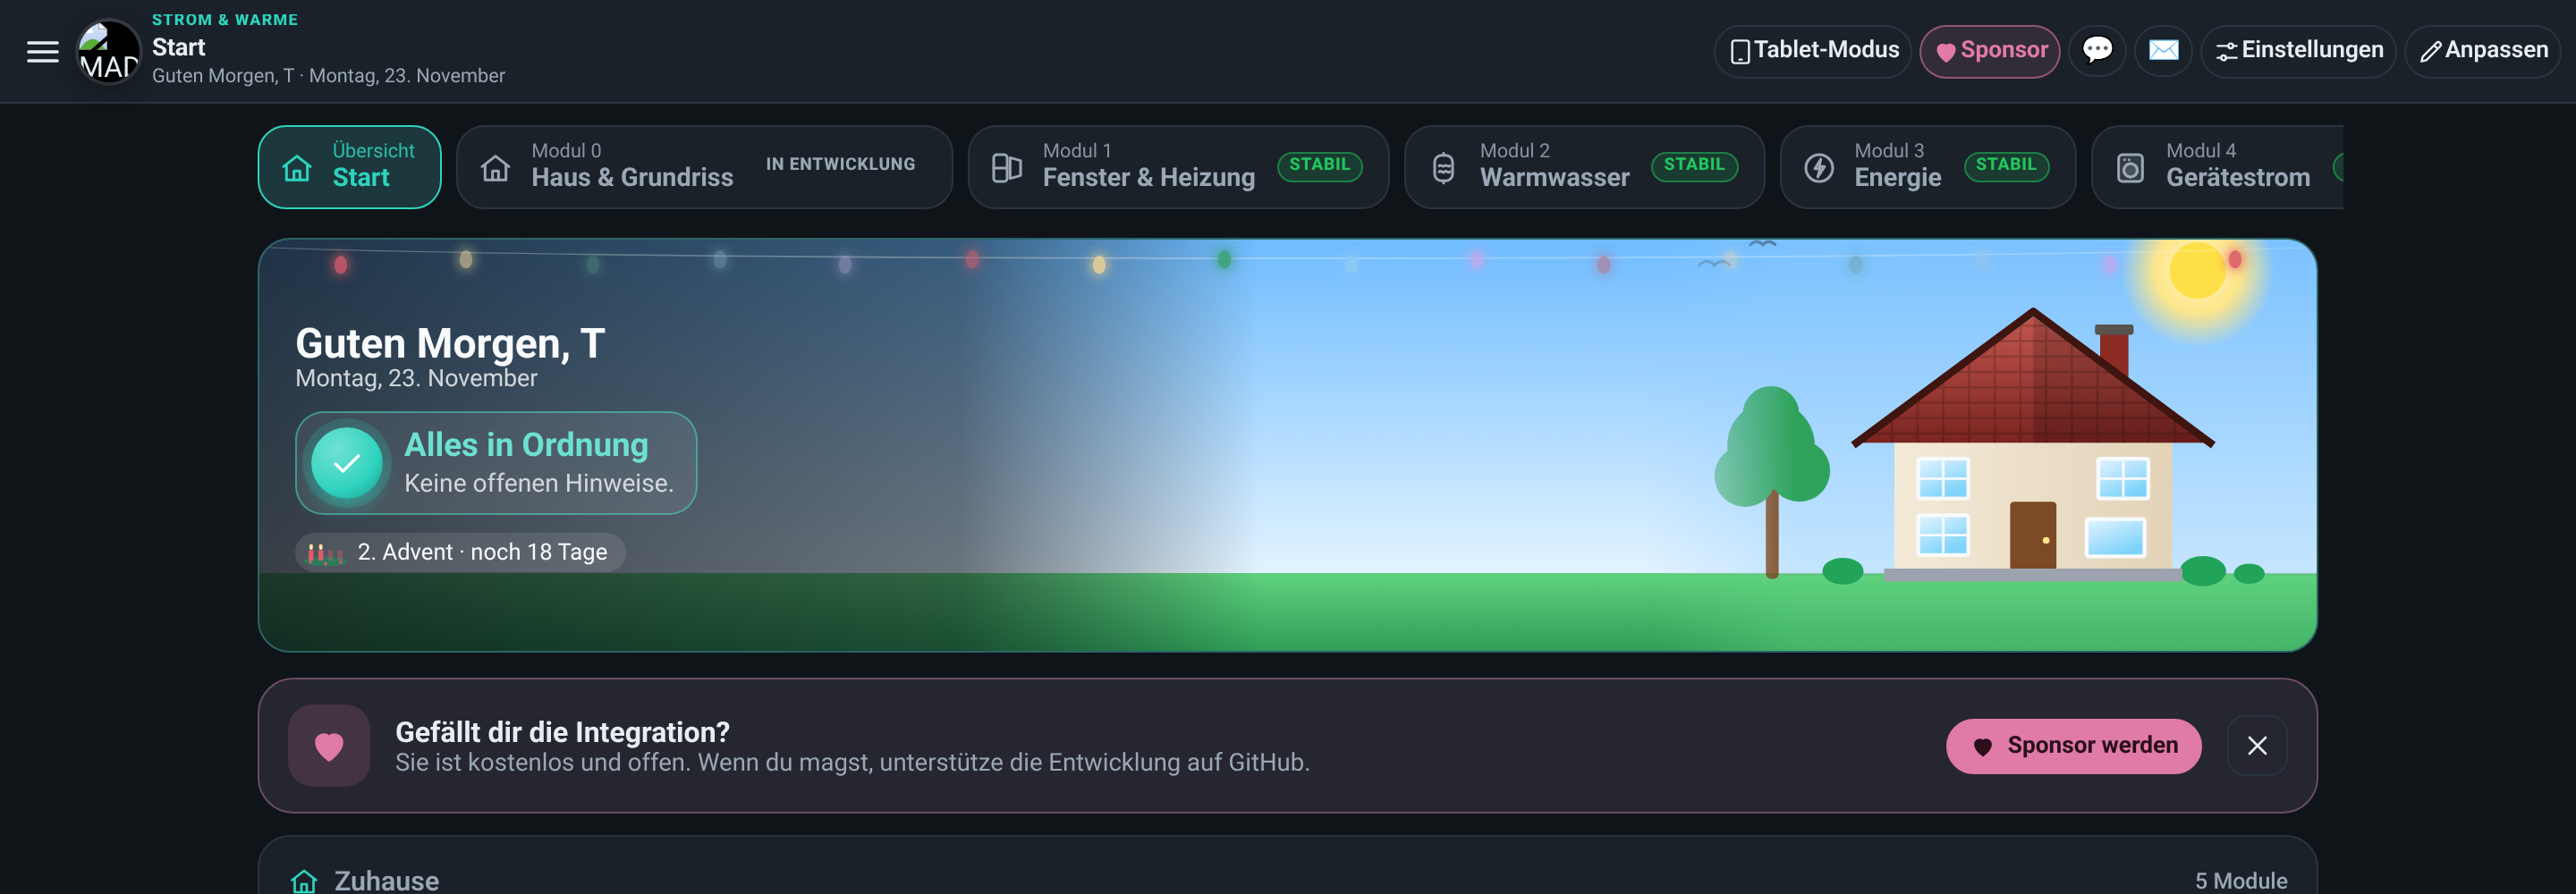 STROM & WARME
Start
Guten Morgen, T · Montag, 23. November
Tablet-Modus
Sponsor
Einstellungen
Anpassen
Übersicht
Start
Modul 0
Haus & Grundriss
IN ENTWICKLUNG
Modul 1
Fenster & Heizung
STABIL
Modul 2
Warmwasser
STABIL
Modul 3
Energie
STABIL
Modul 4
Gerätestrom
Guten Morgen, T
Montag, 23. November
Alles in Ordnung
Keine offenen Hinweise.
2. Advent · noch 18 Tage
Gefällt dir die Integration?
Sie ist kostenlos und offen. Wenn du magst, unterstütze die Entwicklung auf GitHub.
Sponsor werden
Zuhause
5 Module